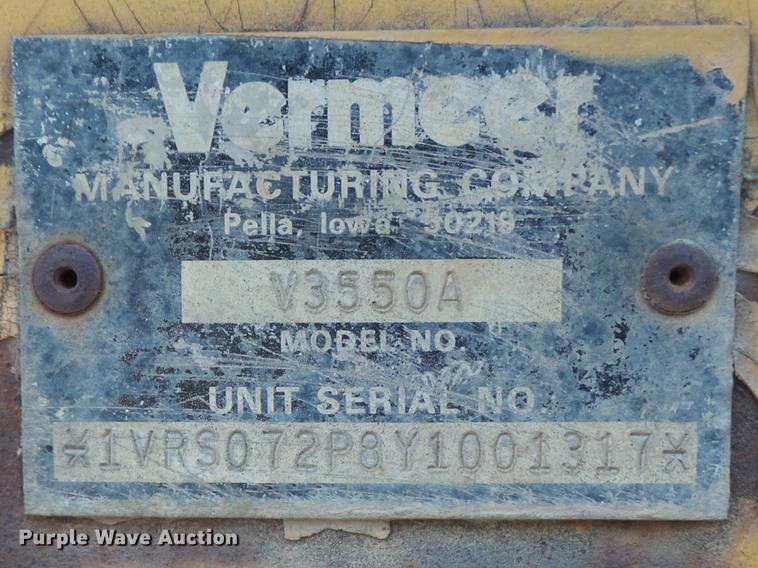 Vermeer
MANUFACTURING COMPANY
Pella, Iowa 50219
V3550A
MODEL NO.
UNIT SERIAL NO.
*1VRS072P8Y1001317*
Purple Wave Auction